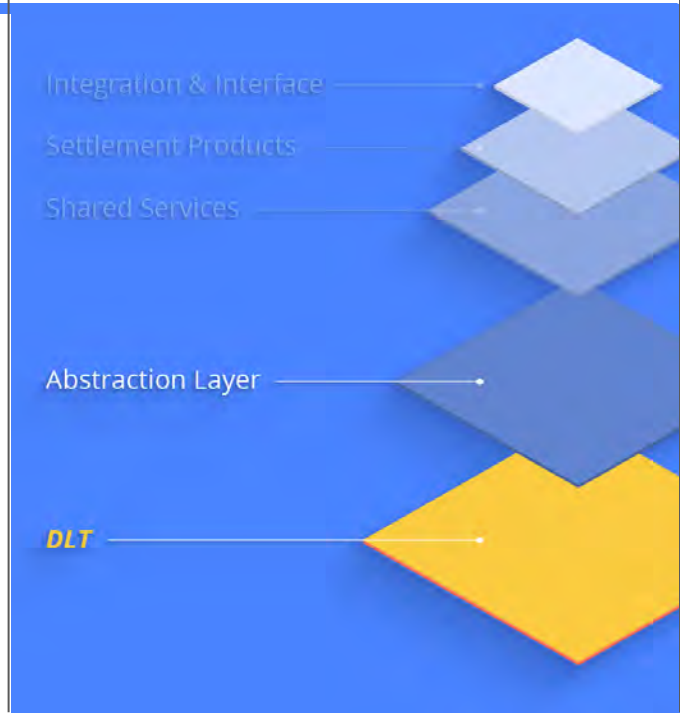 Integration & Interface
Settlement Products
Shared Services
Abstraction Layer
DLT